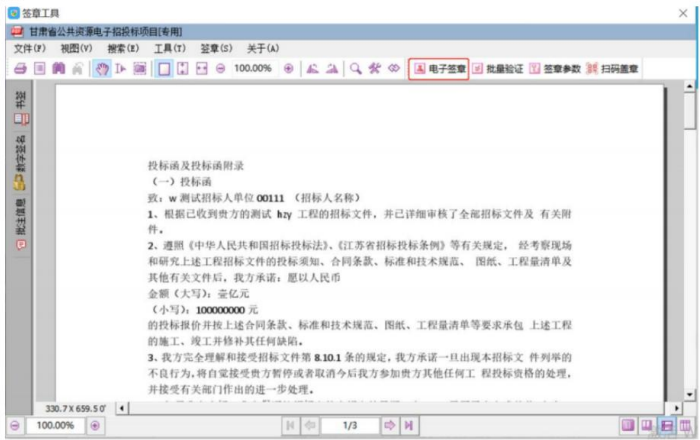 签章工具
甘肃省公共资源电子招投标项目[专用]
文件(F) 视图(V) 搜索(E) 工具(T) 签章(S) 关于(A)
100.00% 电子签章 批量验证 签章参数 扫码盖章
书签
数字签名
批注信息
投标函及投标函附录
（一）投标函
致：w 测试招标人单位 00111 （招标人名称）
1、根据已收到贵方的测试 hzy 工程的招标文件，并已详细审核了全部招标文件及 有关附
件。
2、遵照《中华人民共和国招标投标法》、《江苏省招标投标条例》等有关规定， 经考察现场
和研究上述工程招标文件的投标须知、合同条款、标准和技术规范、 图纸、工程量清单及
其他有关文件后，我方承诺：愿以人民币
金额（大写）：壹亿元
（小写）：100000000 元
的投标报价并按上述合同条款、标准和技术规范、图纸、工程量清单等要求承包 上述工程
的施工、竣工并修补其任何缺陷。
3、我方完全理解和接受招标文件第 8.10.1 条的规定，我方承诺一旦出现本招标文 件列举的
不良行为，将自觉接受贵方暂停或者取消今后我方参加贵方其他任何工 程投标资格的处理，
并接受有关部门作出的进一步处理。
330.7 X 659.5 0'
100.00% 1/3